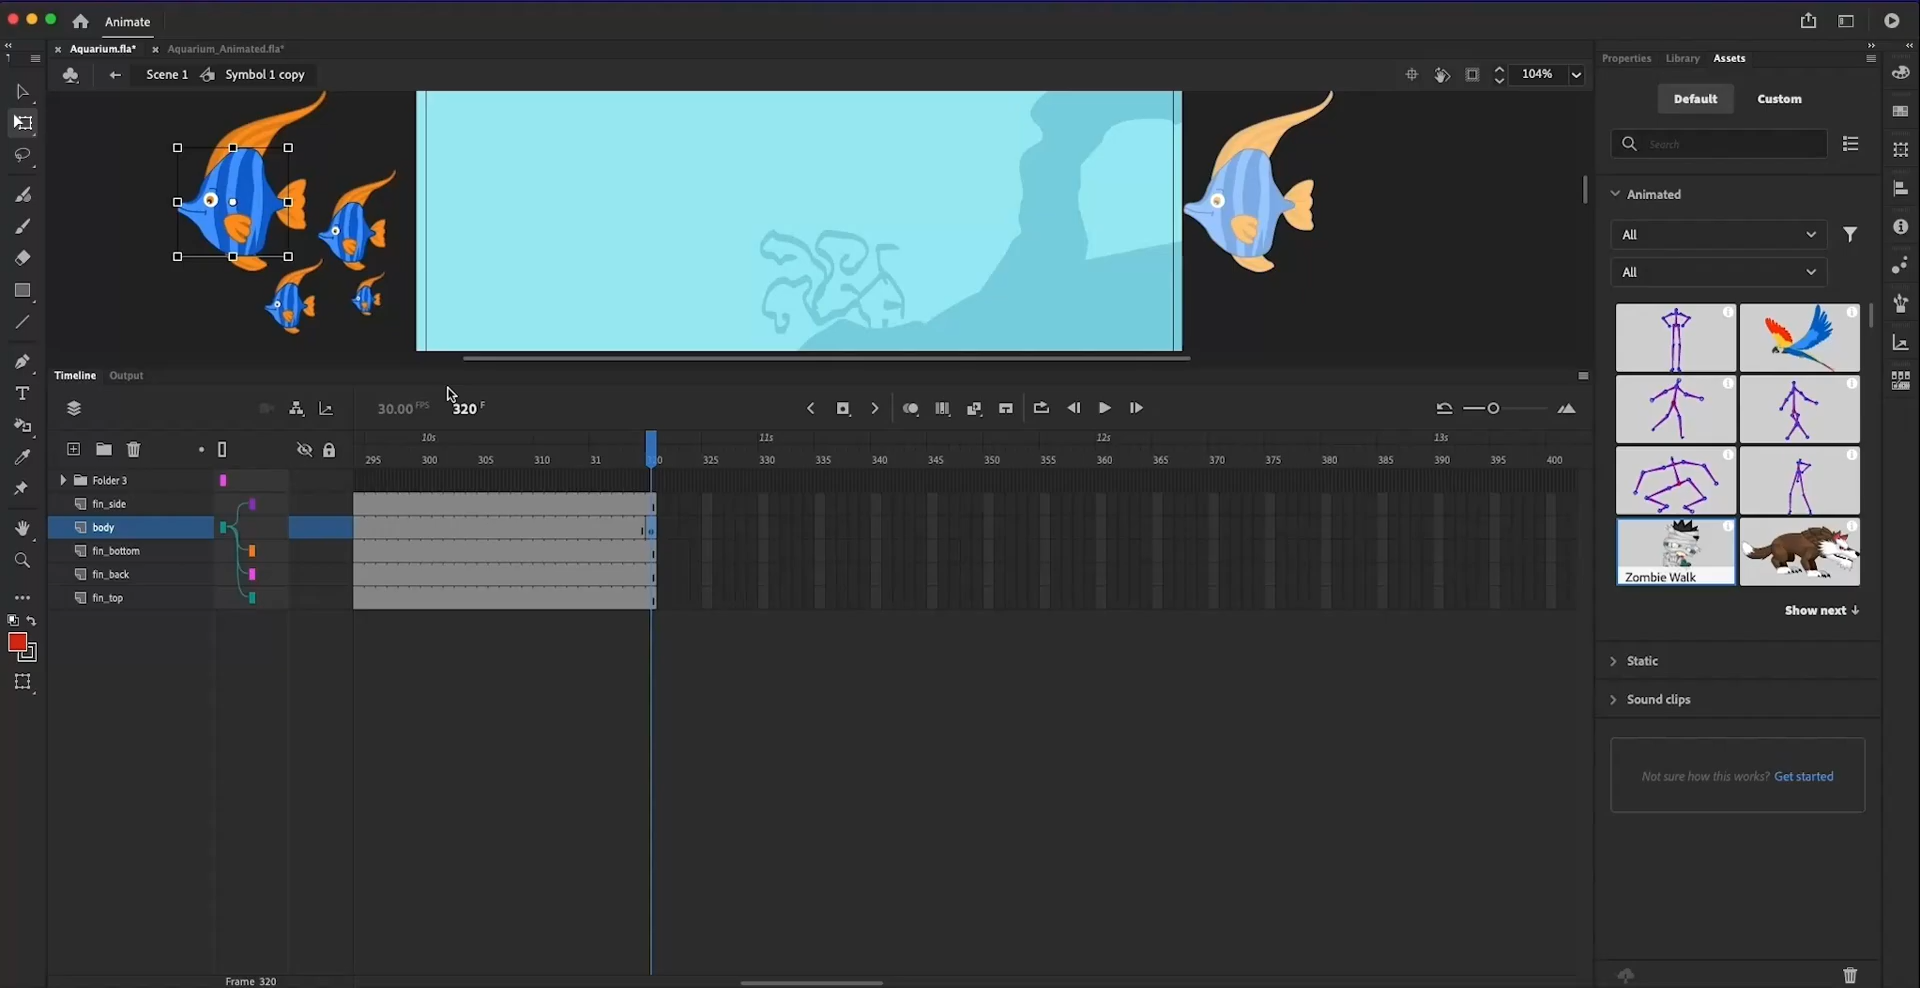 Animate
Aquarium.fla*
Aquarium_Animated.fla*
Scene 1
Symbol 1 copy
104%
Properties
Library
Assets
Default
Custom
Search
Animated
All
All
Zombie Walk
Show next
Static
Sound clips
Not sure how this works? Get started
Timeline
Output
30.00 FPS
320 F
10s
11s
12s
13s
295
300
305
310
31
325
330
335
340
345
350
355
360
365
370
375
380
385
390
395
400
Folder 3
fin_side
body
fin_bottom
fin_back
fin_top
Frame 320